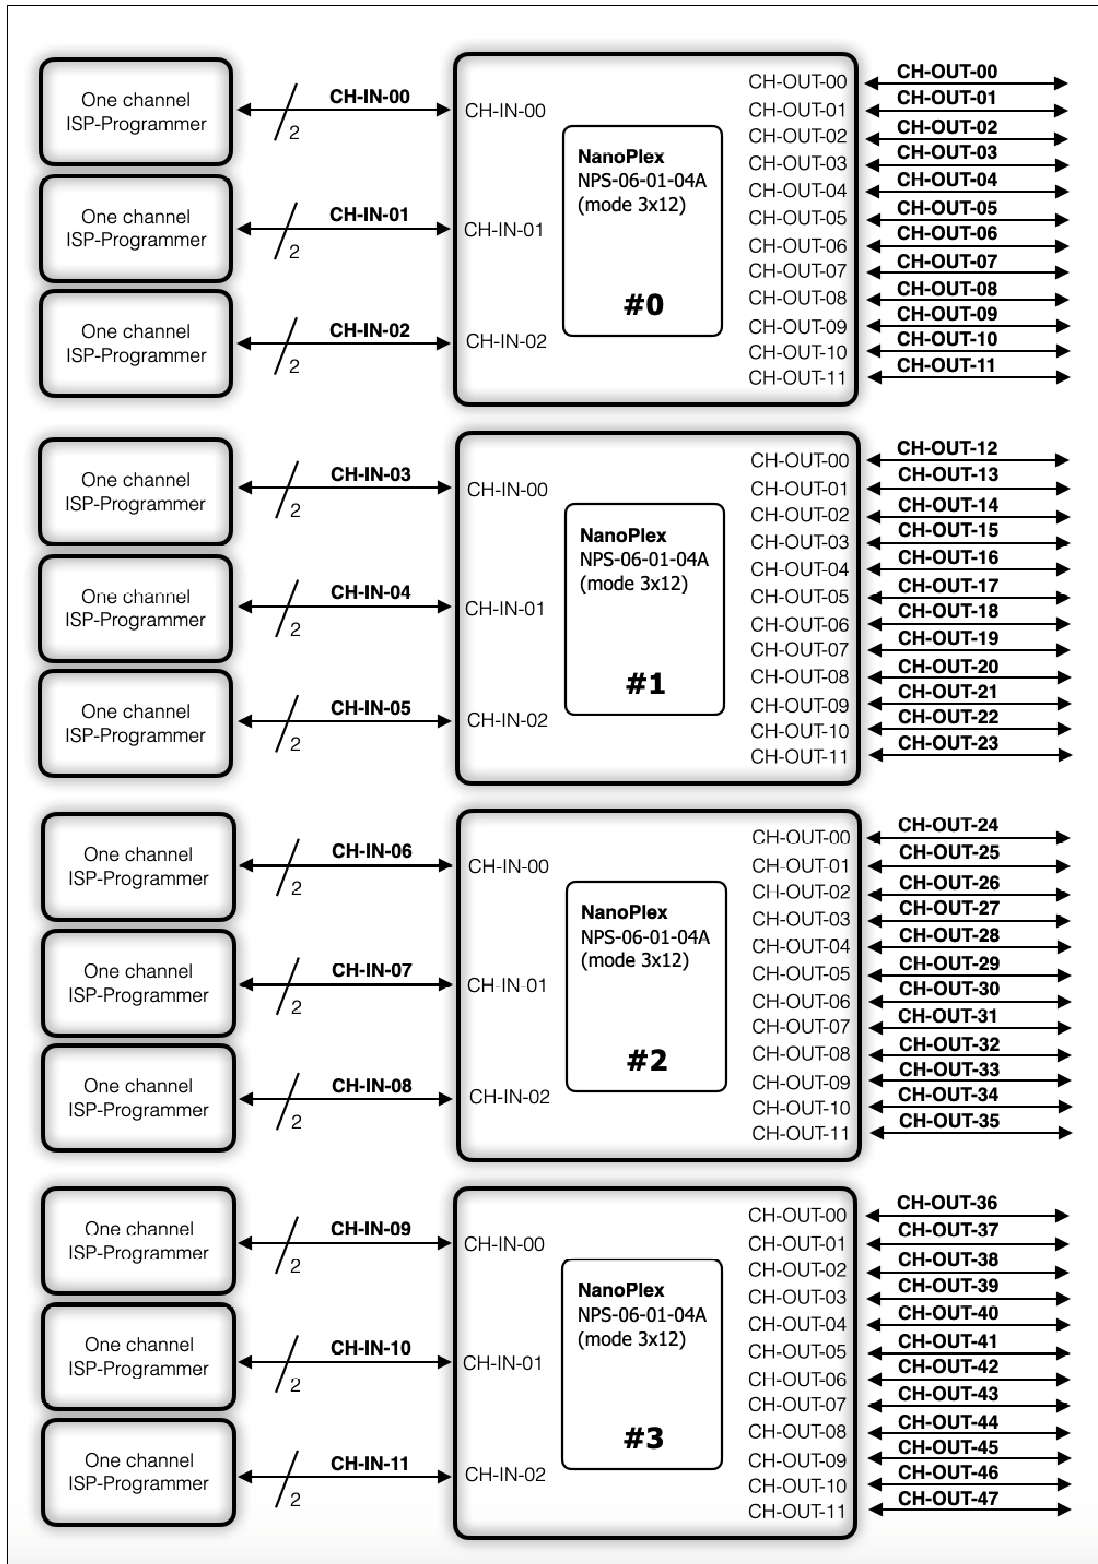 One channel
ISP-Programmer
2
CH-IN-00
CH-IN-00
One channel
ISP-Programmer
2
CH-IN-01
CH-IN-01
One channel
ISP-Programmer
2
CH-IN-02
CH-IN-02
NanoPlex
NPS-06-01-04A
(mode 3x12)
#0
CH-OUT-00 CH-OUT-00
CH-OUT-01 CH-OUT-01
CH-OUT-02 CH-OUT-02
CH-OUT-03 CH-OUT-03
CH-OUT-04 CH-OUT-04
CH-OUT-05 CH-OUT-05
CH-OUT-06 CH-OUT-06
CH-OUT-07 CH-OUT-07
CH-OUT-08 CH-OUT-08
CH-OUT-09 CH-OUT-09
CH-OUT-10 CH-OUT-10
CH-OUT-11 CH-OUT-11
One channel
ISP-Programmer
2
CH-IN-03
CH-IN-00
One channel
ISP-Programmer
2
CH-IN-04
CH-IN-01
One channel
ISP-Programmer
2
CH-IN-05
CH-IN-02
NanoPlex
NPS-06-01-04A
(mode 3x12)
#1
CH-OUT-00 CH-OUT-12
CH-OUT-01 CH-OUT-13
CH-OUT-02 CH-OUT-14
CH-OUT-03 CH-OUT-15
CH-OUT-04 CH-OUT-16
CH-OUT-05 CH-OUT-17
CH-OUT-06 CH-OUT-18
CH-OUT-07 CH-OUT-19
CH-OUT-08 CH-OUT-20
CH-OUT-09 CH-OUT-21
CH-OUT-10 CH-OUT-22
CH-OUT-11 CH-OUT-23
One channel
ISP-Programmer
2
CH-IN-06
CH-IN-00
One channel
ISP-Programmer
2
CH-IN-07
CH-IN-01
One channel
ISP-Programmer
2
CH-IN-08
CH-IN-02
NanoPlex
NPS-06-01-04A
(mode 3x12)
#2
CH-OUT-00 CH-OUT-24
CH-OUT-01 CH-OUT-25
CH-OUT-02 CH-OUT-26
CH-OUT-03 CH-OUT-27
CH-OUT-04 CH-OUT-28
CH-OUT-05 CH-OUT-29
CH-OUT-06 CH-OUT-30
CH-OUT-07 CH-OUT-31
CH-OUT-08 CH-OUT-32
CH-OUT-09 CH-OUT-33
CH-OUT-10 CH-OUT-34
CH-OUT-11 CH-OUT-35
One channel
ISP-Programmer
2
CH-IN-09
CH-IN-00
One channel
ISP-Programmer
2
CH-IN-10
CH-IN-01
One channel
ISP-Programmer
2
CH-IN-11
CH-IN-02
NanoPlex
NPS-06-01-04A
(mode 3x12)
#3
CH-OUT-00 CH-OUT-36
CH-OUT-01 CH-OUT-37
CH-OUT-02 CH-OUT-38
CH-OUT-03 CH-OUT-39
CH-OUT-04 CH-OUT-40
CH-OUT-05 CH-OUT-41
CH-OUT-06 CH-OUT-42
CH-OUT-07 CH-OUT-43
CH-OUT-08 CH-OUT-44
CH-OUT-09 CH-OUT-45
CH-OUT-10 CH-OUT-46
CH-OUT-11 CH-OUT-47